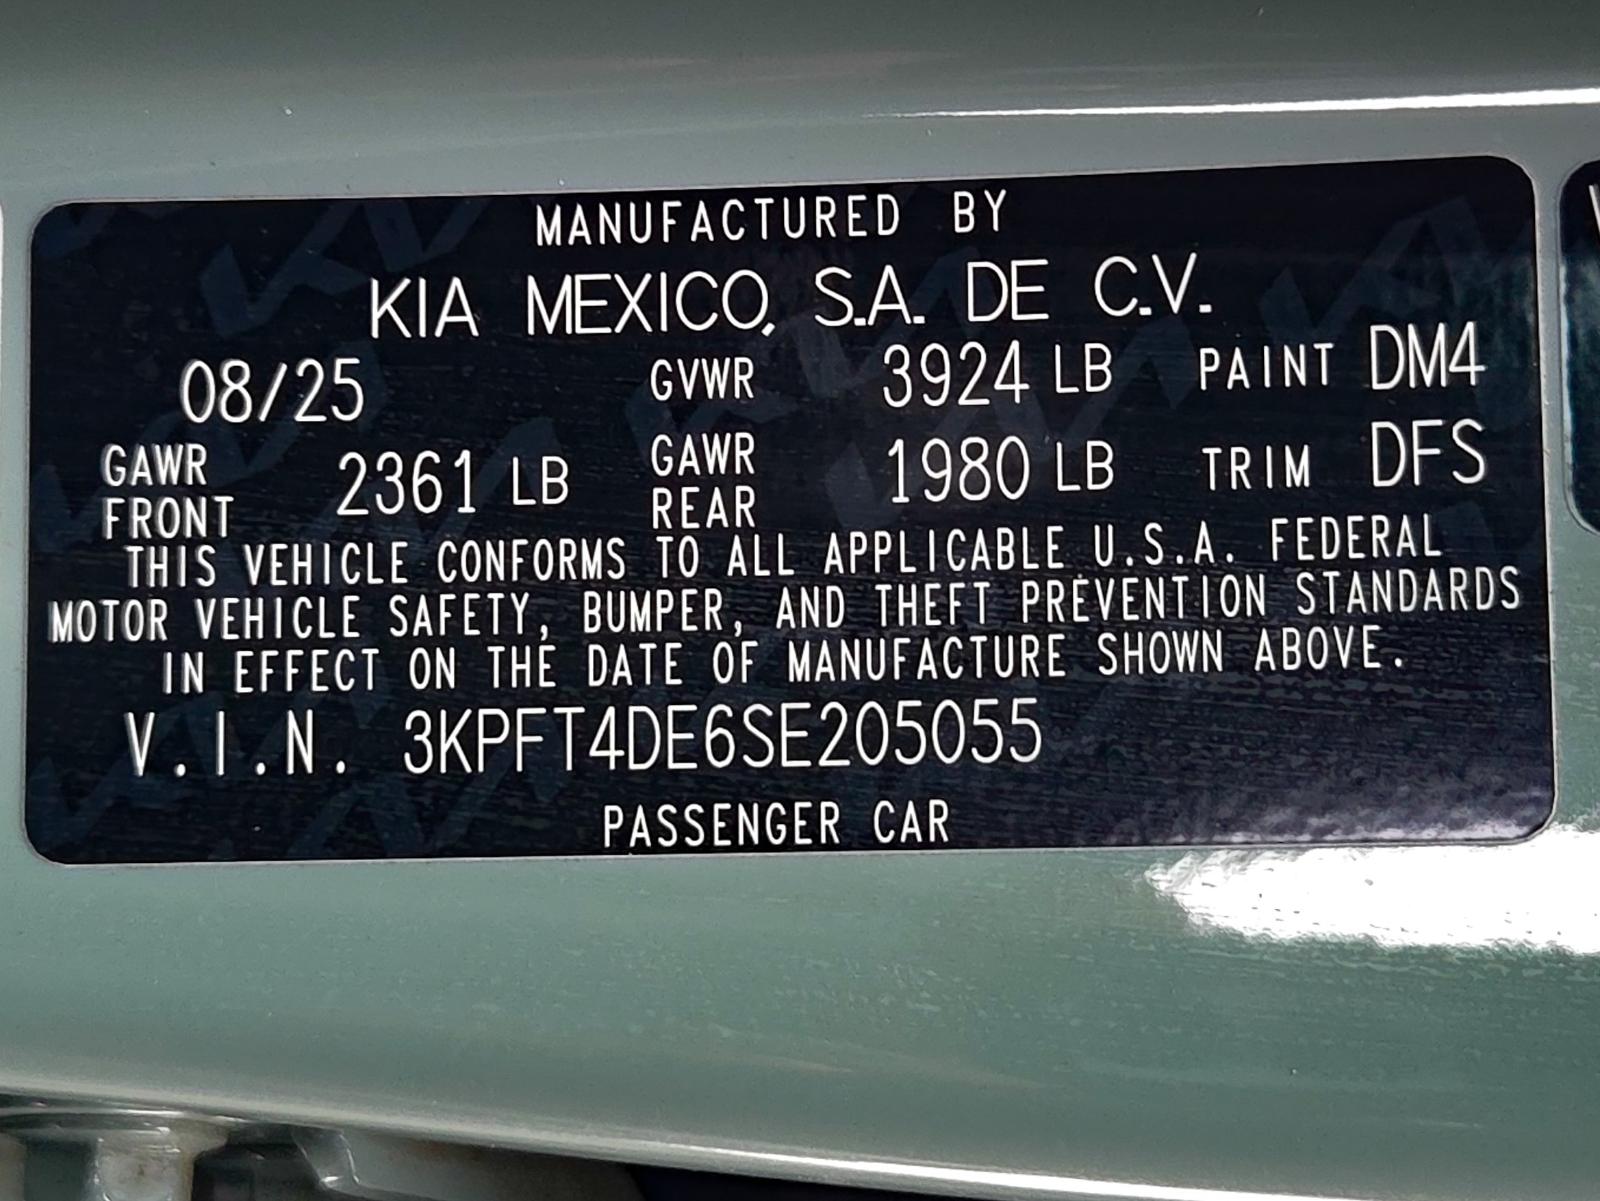 MANUFACTURED BY
KIA MEXICO, S.A. DE C.V.
08/25 GVWR 3924 LB PAINT DM4
GAWR FRONT 2361 LB GAWR REAR 1980 LB TRIM DFS
THIS VEHICLE CONFORMS TO ALL APPLICABLE U.S.A. FEDERAL
MOTOR VEHICLE SAFETY, BUMPER, AND THEFT PREVENTION STANDARDS
IN EFFECT ON THE DATE OF MANUFACTURE SHOWN ABOVE.
V.I.N. 3KPFT4DE6SE205055
PASSENGER CAR